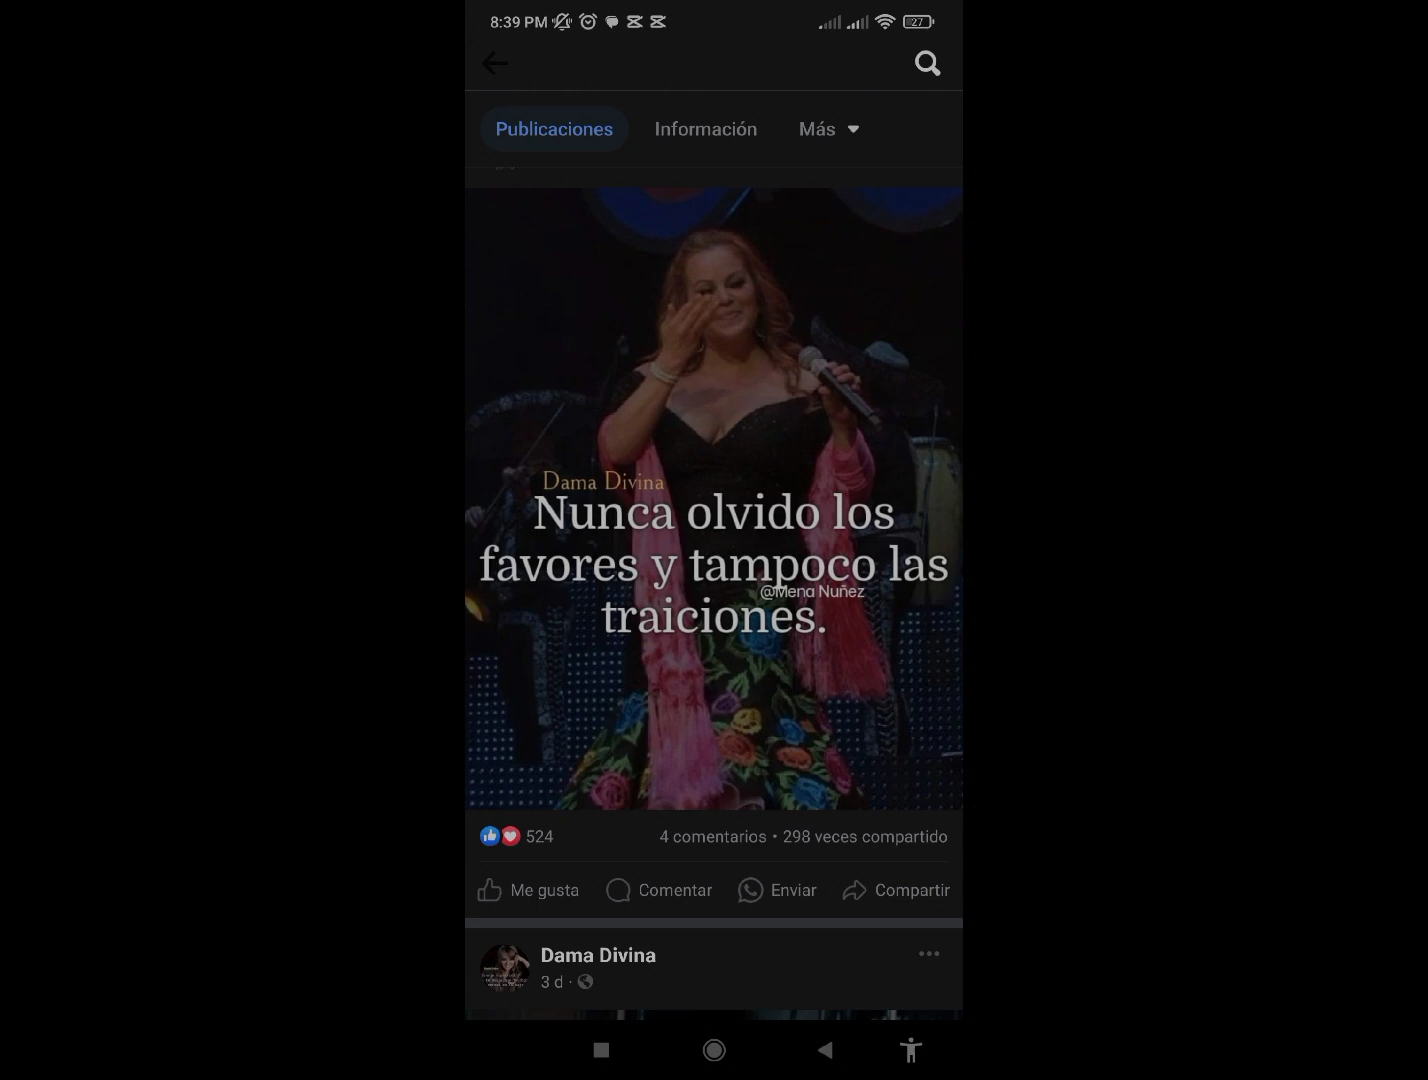 8:39 PM
27
Publicaciones
Información
Más
Dama Divina
Nunca olvido los
favores y tampoco las
@Mena Nuñez
traiciones.
524
4 comentarios • 298 veces compartido
Me gusta
Comentar
Enviar
Compartir
Dama Divina
3 d ·